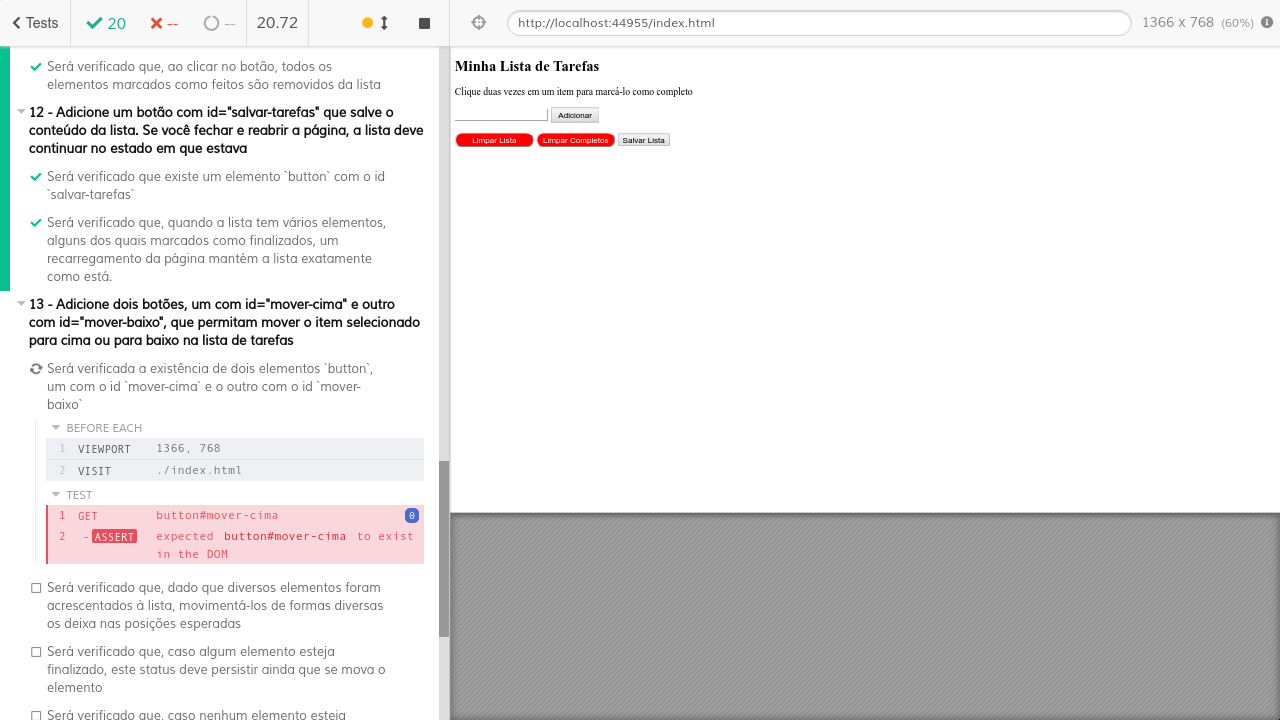 Tests
20
--
--
20.72
http://localhost:44955/index.html
1366 x 768 (60%)
Será verificado que, ao clicar no botão, todos os
elementos marcados como feitos são removidos da lista
12 - Adicione um botão com id="salvar-tarefas" que salve o
conteúdo da lista. Se você fechar e reabrir a página, a lista deve
continuar no estado em que estava
Será verificado que existe um elemento `button` com o id
`salvar-tarefas`
Será verificado que, quando a lista tem vários elementos,
alguns dos quais marcados como finalizados, um
recarregamento da página mantém a lista exatamente
como está.
13 - Adicione dois botões, um com id="mover-cima" e outro
com id="mover-baixo", que permitam mover o item selecionado
para cima ou para baixo na lista de tarefas
Será verificada a existência de dois elementos `button`,
um com o id `mover-cima` e o outro com o id `mover-
baixo`
BEFORE EACH
1 VIEWPORT 1366, 768
2 VISIT ./index.html
TEST
1 GET button#mover-cima 0
2 -ASSERT expected button#mover-cima to exist
in the DOM
Será verificado que, dado que diversos elementos foram
acrescentados à lista, movimentá-los de formas diversas
os deixa nas posições esperadas
Será verificado que, caso algum elemento esteja
finalizado, este status deve persistir ainda que se mova o
elemento
Será verificado que, caso nenhum elemento esteja
Minha Lista de Tarefas
Clique duas vezes em um item para marcá-lo como completo
Adicionar
Limpar Lista Limpar Completos Salvar Lista